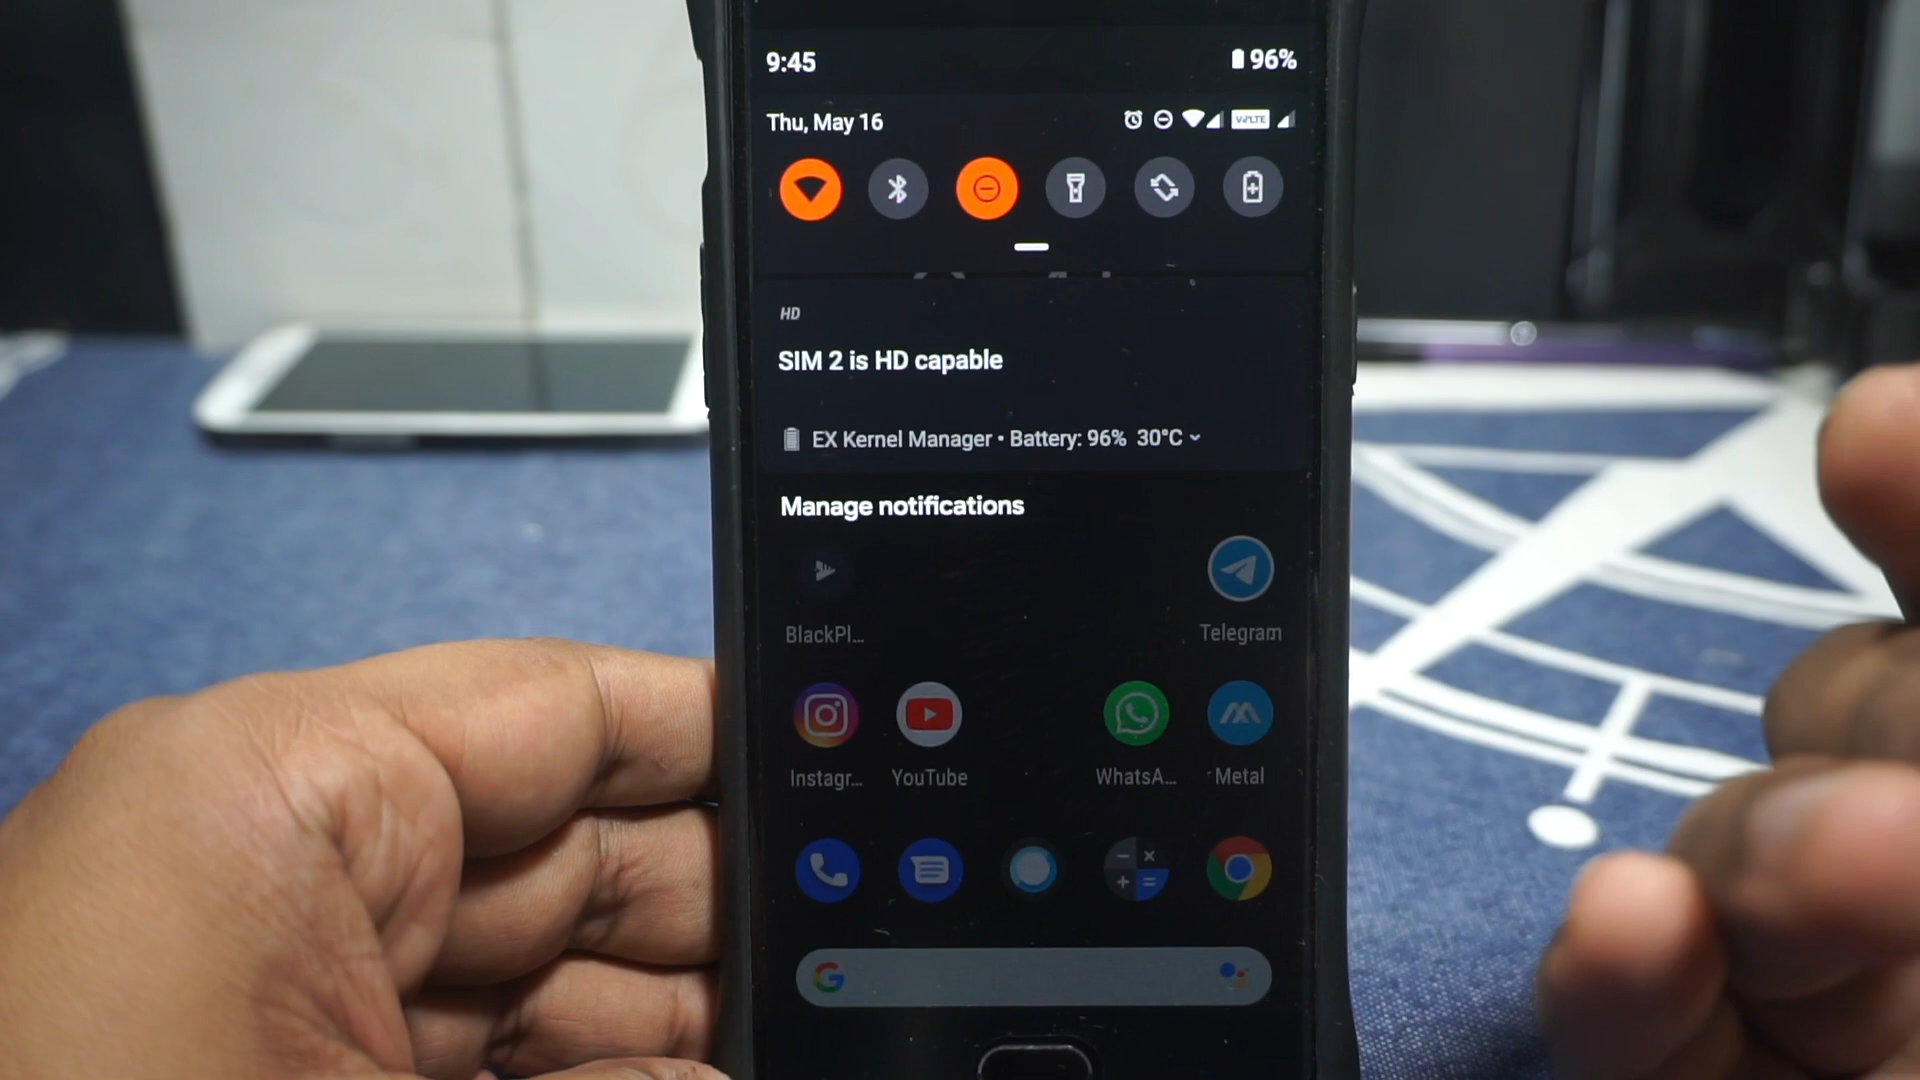 9:45 96%
Thu, May 16 VoLTE
HD
SIM 2 is HD capable
EX Kernel Manager • Battery: 96% 30°C
Manage notifications
BlackPl... Telegram
Instagr... YouTube WhatsA... Metal